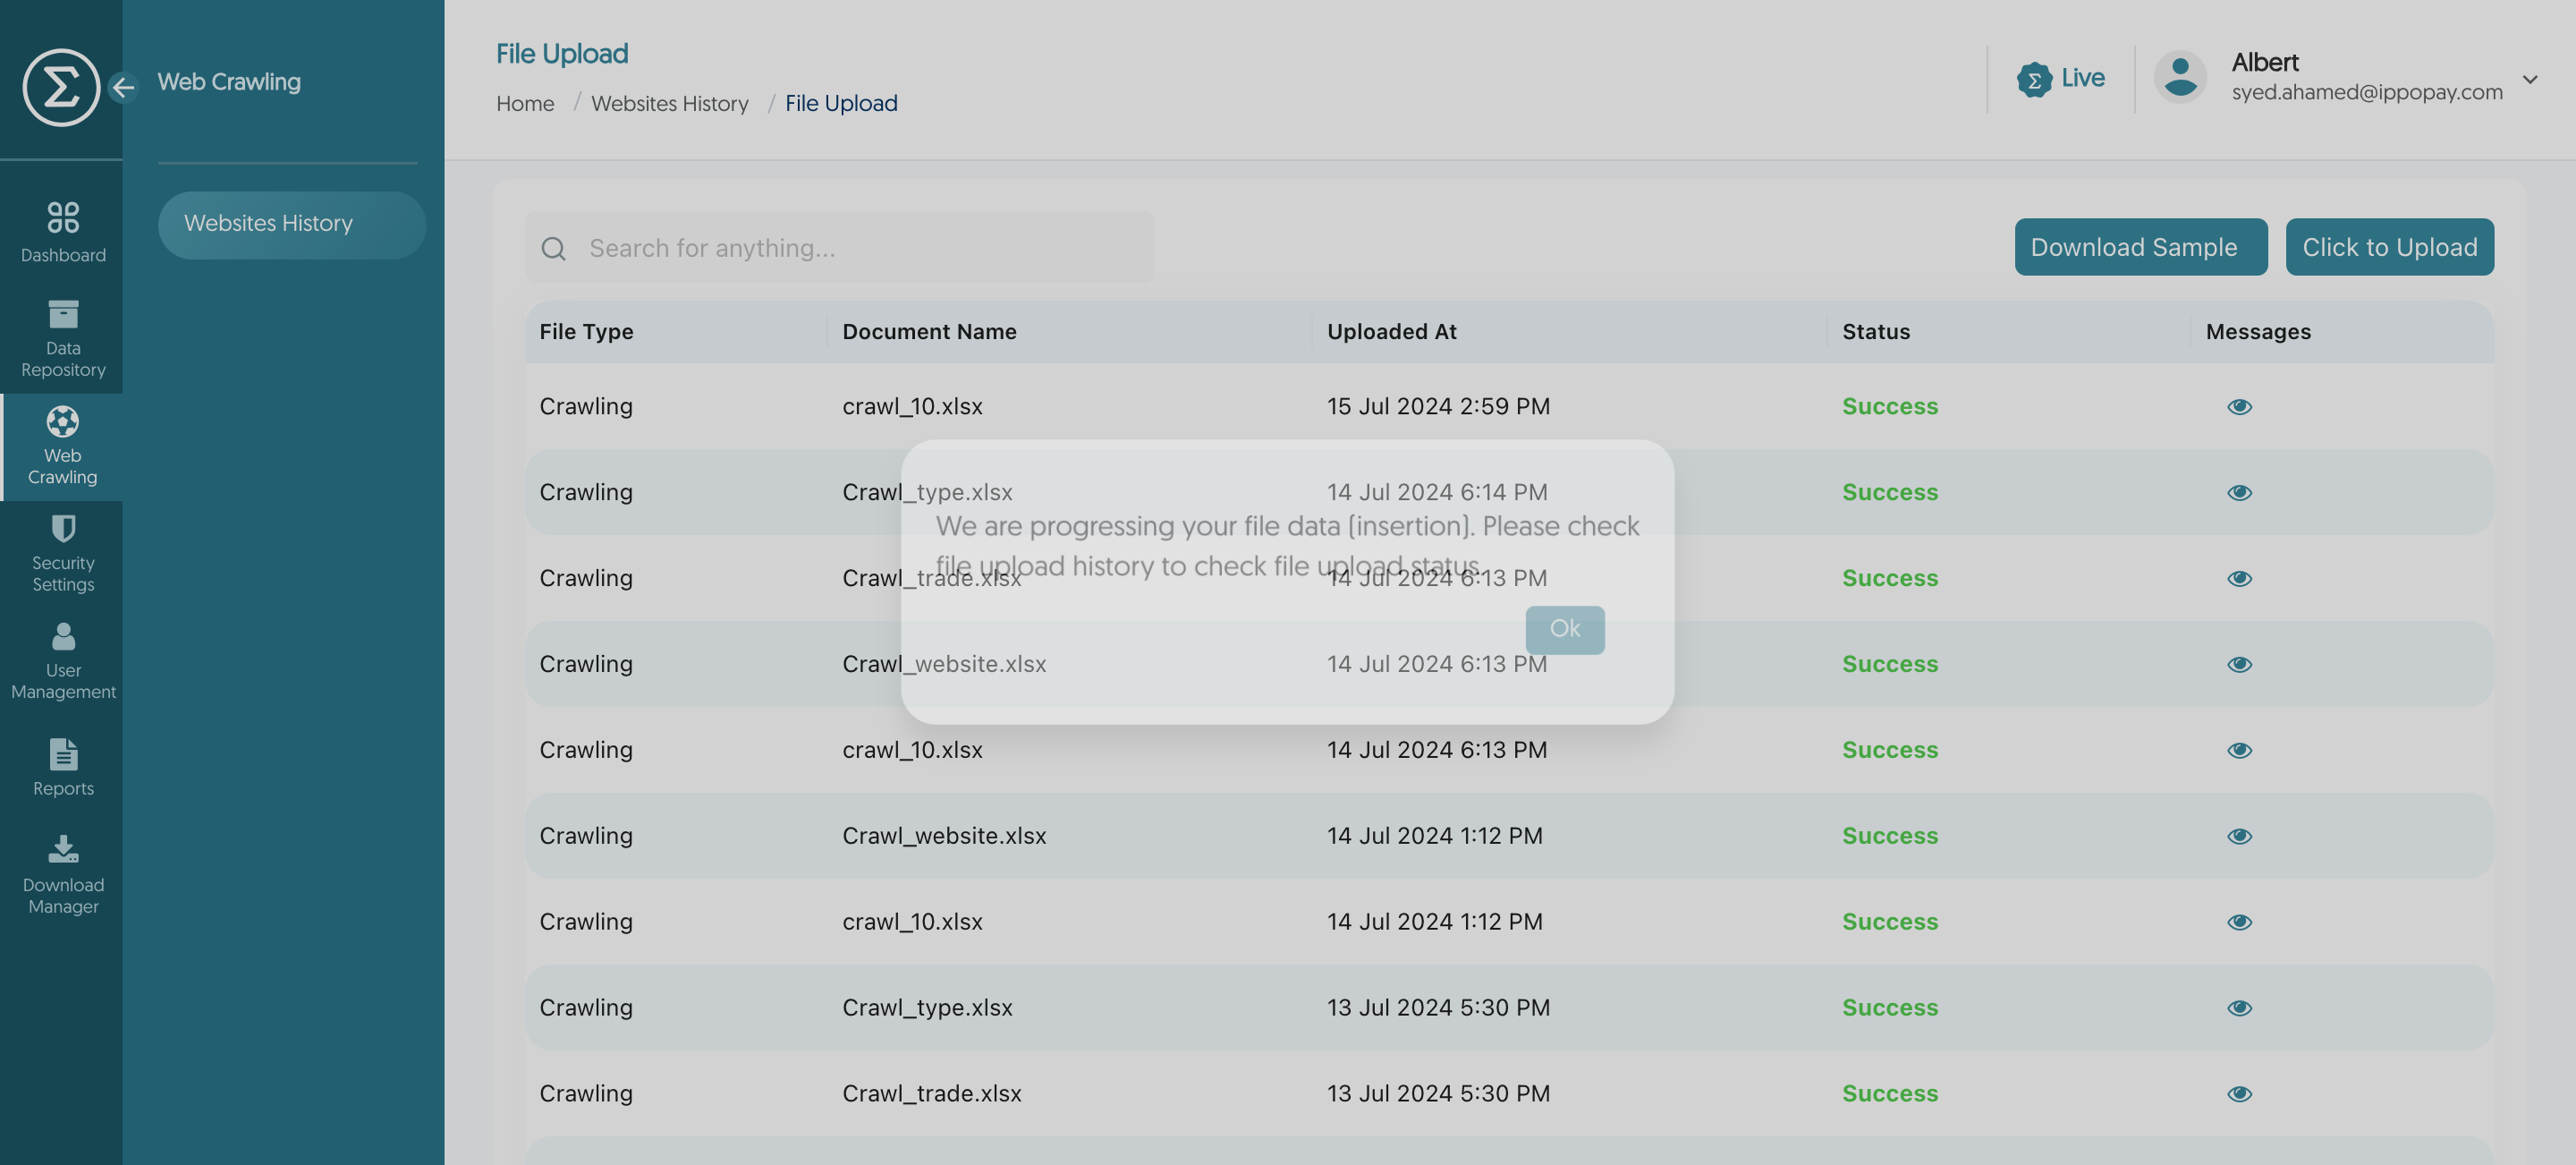 Σ
Web Crawling
Websites History
Dashboard
Data
Repository
Web
Crawling
Security
Settings
User
Management
Reports
Download
Manager
File Upload
Home / Websites History / File Upload
Σ Live
Albert
syed.ahamed@ippopay.com
Search for anything...
Download Sample
Click to Upload
File Type Document Name Uploaded At Status Messages
Crawling crawl_10.xlsx 15 Jul 2024 2:59 PM Success
Crawling Crawl_type.xlsx 14 Jul 2024 6:14 PM Success
Crawling Crawl_trade.xlsx 14 Jul 2024 6:13 PM Success
Crawling Crawl_website.xlsx 14 Jul 2024 6:13 PM Success
Crawling crawl_10.xlsx 14 Jul 2024 6:13 PM Success
Crawling Crawl_website.xlsx 14 Jul 2024 1:12 PM Success
Crawling crawl_10.xlsx 14 Jul 2024 1:12 PM Success
Crawling Crawl_type.xlsx 13 Jul 2024 5:30 PM Success
Crawling Crawl_trade.xlsx 13 Jul 2024 5:30 PM Success
We are progressing your file data (insertion). Please check
file upload history to check file upload status.
Ok